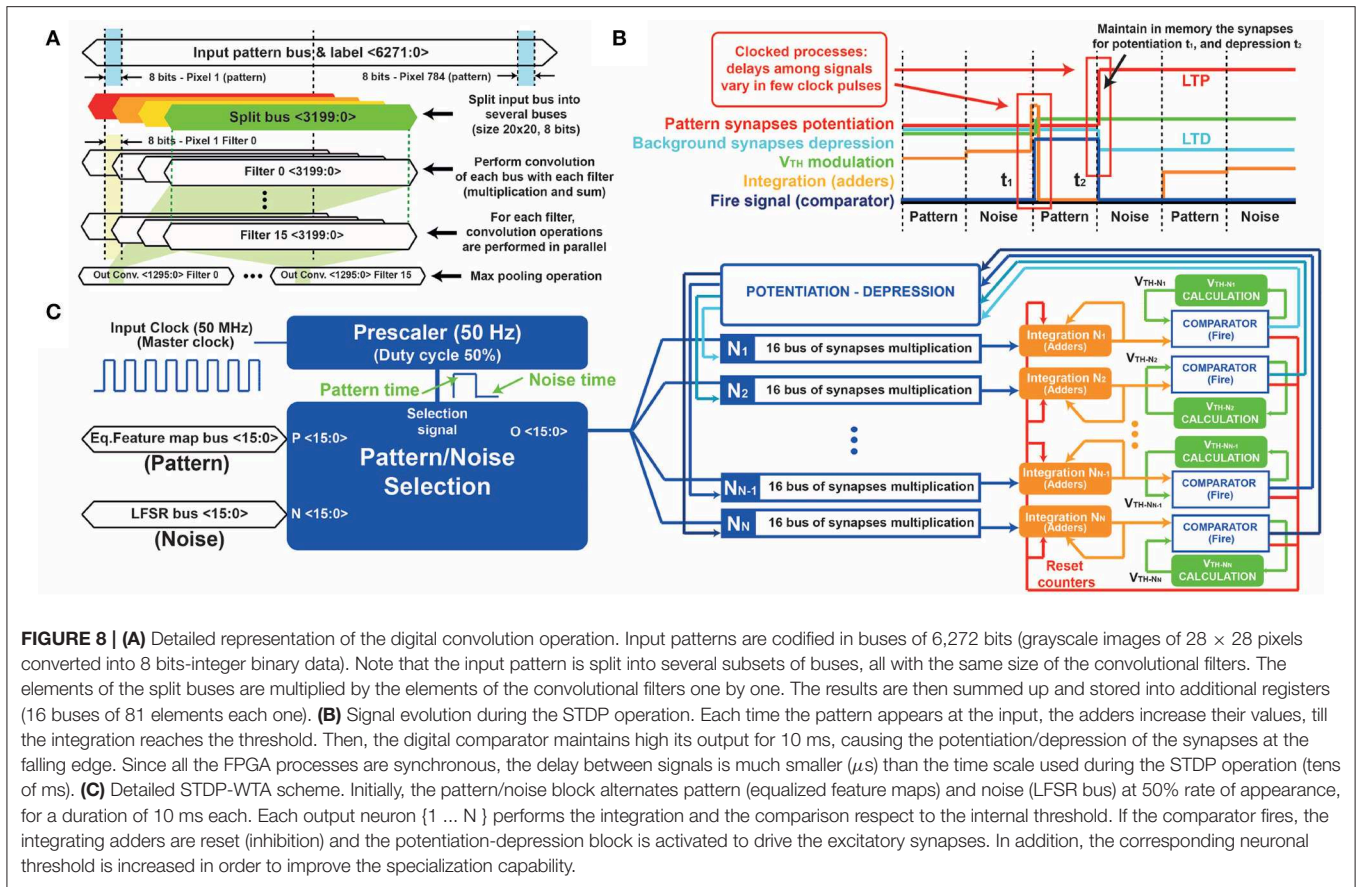 A
Input pattern bus & label <6271:0>
8 bits - Pixel 1 (pattern)
8 bits - Pixel 784 (pattern)
Split bus <3199:0>
Split input bus into
several buses
(size 20x20, 8 bits)
8 bits - Pixel 1 Filter 0
Filter 0 <3199:0>
Perform convolution
of each bus with each filter
(multiplication and sum)
Filter 15 <3199:0>
For each filter,
convolution operations
are performed in parallel
Out Conv. <1295:0> Filter 0
Out Conv. <1295:0> Filter 15
Max pooling operation
B
Clocked processes:
delays among signals
vary in few clock pulses
Maintain in memory the synapses
for potentiation t₁, and depression t₂
LTP
Pattern synapses potentiation
Background synapses depression
LTD
VTH modulation
Integration (adders)
Fire signal (comparator)
t₁
t₂
Pattern
Noise
Pattern
Noise
Pattern
Noise
C
Input Clock (50 MHz)
(Master clock)
Prescaler (50 Hz)
(Duty cycle 50%)
Pattern time
Noise time
Selection
signal
Eq.Feature map bus <15:0>
(Pattern)
P <15:0>
O <15:0>
Pattern/Noise
Selection
LFSR bus <15:0>
(Noise)
N <15:0>
POTENTIATION - DEPRESSION
N1 16 bus of synapses multiplication
N2 16 bus of synapses multiplication
NN-1 16 bus of synapses multiplication
NN 16 bus of synapses multiplication
Integration N1
(Adders)
Integration N2
(Adders)
Integration NN-1
(Adders)
Integration NN
(Adders)
Reset
counters
VTH-N1
VTH-N1
CALCULATION
COMPARATOR
(Fire)
VTH-N2
COMPARATOR
(Fire)
VTH-N2
CALCULATION
VTH-NN-1
CALCULATION
VTH-NN-1
COMPARATOR
(Fire)
COMPARATOR
(Fire)
VTH-NN
VTH-NN
CALCULATION
FIGURE 8 | (A) Detailed representation of the digital convolution operation. Input patterns are codified in buses of 6,272 bits (grayscale images of 28 × 28 pixels
converted into 8 bits-integer binary data). Note that the input pattern is split into several subsets of buses, all with the same size of the convolutional filters. The
elements of the split buses are multiplied by the elements of the convolutional filters one by one. The results are then summed up and stored into additional registers
(16 buses of 81 elements each one). (B) Signal evolution during the STDP operation. Each time the pattern appears at the input, the adders increase their values, till
the integration reaches the threshold. Then, the digital comparator maintains high its output for 10 ms, causing the potentiation/depression of the synapses at the
falling edge. Since all the FPGA processes are synchronous, the delay between signals is much smaller (μs) than the time scale used during the STDP operation (tens
of ms). (C) Detailed STDP-WTA scheme. Initially, the pattern/noise block alternates pattern (equalized feature maps) and noise (LFSR bus) at 50% rate of appearance,
for a duration of 10 ms each. Each output neuron {1 ... N } performs the integration and the comparison respect to the internal threshold. If the comparator fires, the
integrating adders are reset (inhibition) and the potentiation-depression block is activated to drive the excitatory synapses. In addition, the corresponding neuronal
threshold is increased in order to improve the specialization capability.